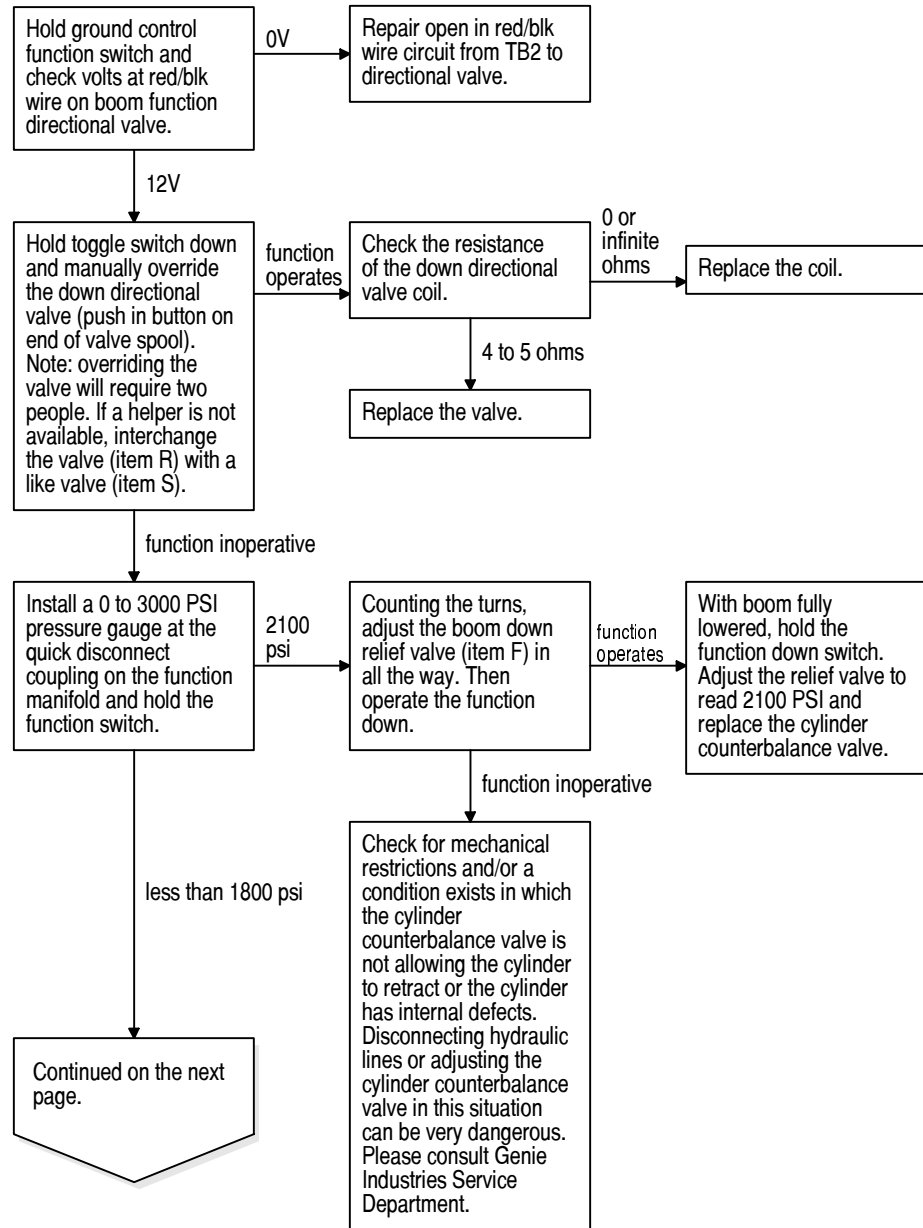 Hold ground control
function switch and
check volts at red/blk
wire on boom function
directional valve.
0V
Repair open in red/blk
wire circuit from TB2 to
directional valve.
12V
Hold toggle switch down
and manually override
the down directional
valve (push in button on
end of valve spool).
Note: overriding the
valve will require two
people. If a helper is not
available, interchange
the valve (item R) with a
like valve (item S).
function
operates
Check the resistance
of the down directional
valve coil.
0 or
infinite
ohms
Replace the coil.
4 to 5 ohms
Replace the valve.
function inoperative
Install a 0 to 3000 PSI
pressure gauge at the
quick disconnect
coupling on the function
manifold and hold the
function switch.
2100
psi
Counting the turns,
adjust the boom down
relief valve (item F) in
all the way. Then
operate the function
down.
function
operates
With boom fully
lowered, hold the
function down switch.
Adjust the relief valve to
read 2100 PSI and
replace the cylinder
counterbalance valve.
function inoperative
Check for mechanical
restrictions and/or a
condition exists in which
the cylinder
counterbalance valve is
not allowing the cylinder
to retract or the cylinder
has internal defects.
Disconnecting hydraulic
lines or adjusting the
cylinder counterbalance
valve in this situation
can be very dangerous.
Please consult Genie
Industries Service
Department.
less than 1800 psi
Continued on the next
page.